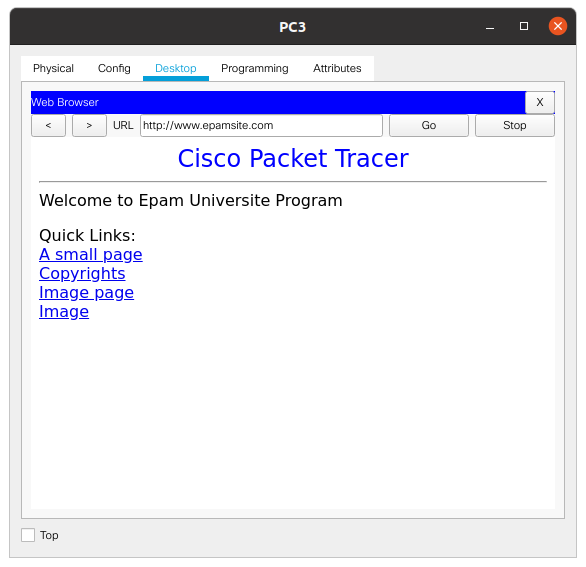 PC3
Physical Config Desktop Programming Attributes
Web Browser X
< > URL http://www.epamsite.com Go Stop
Cisco Packet Tracer
Welcome to Epam Universite Program
Quick Links:
A small page
Copyrights
Image page
Image
Top